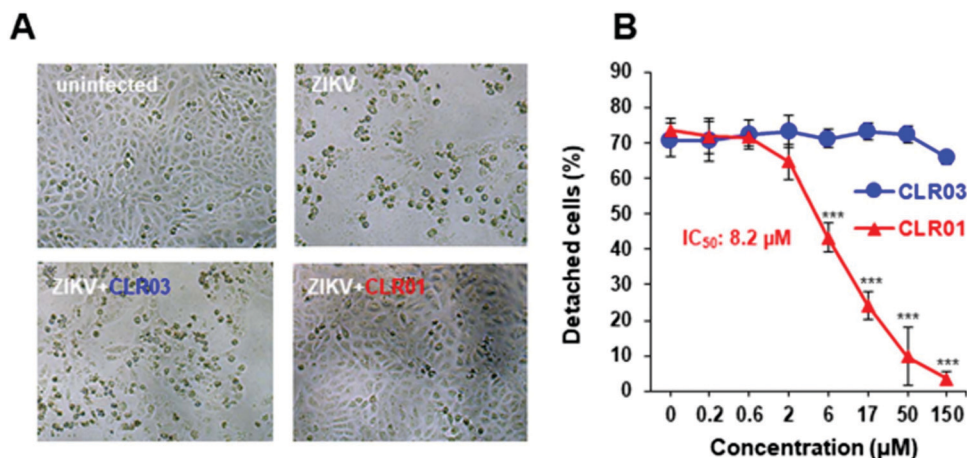 A
uninfected
ZIKV
ZIKV+CLR03
ZIKV+CLR01
B
90
80
70
60
50
40
30
20
10
0
Detached cells (%)
CLR03
CLR01
IC₅₀: 8.2 µM
***
***
***
***
0 0.2 0.6 2 6 17 50 150
Concentration (µM)